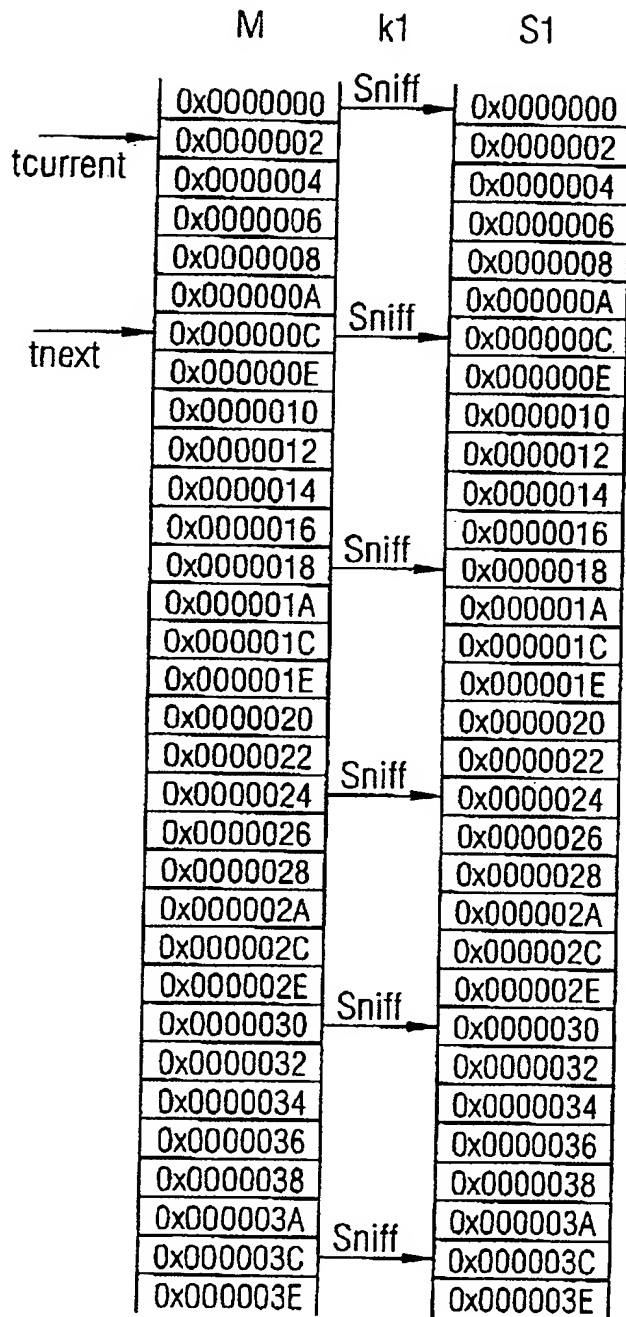 M k1 S1
0x0000000 Sniff 0x0000000
tcurrent 0x0000002 0x0000002
0x0000004 0x0000004
0x0000006 0x0000006
0x0000008 0x0000008
0x000000A 0x000000A
tnext 0x000000C Sniff 0x000000C
0x000000E 0x000000E
0x0000010 0x0000010
0x0000012 0x0000012
0x0000014 0x0000014
0x0000016 0x0000016
0x0000018 Sniff 0x0000018
0x000001A 0x000001A
0x000001C 0x000001C
0x000001E 0x000001E
0x0000020 0x0000020
0x0000022 0x0000022
0x0000024 Sniff 0x0000024
0x0000026 0x0000026
0x0000028 0x0000028
0x000002A 0x000002A
0x000002C 0x000002C
0x000002E 0x000002E
0x0000030 Sniff 0x0000030
0x0000032 0x0000032
0x0000034 0x0000034
0x0000036 0x0000036
0x0000038 0x0000038
0x000003A 0x000003A
0x000003C Sniff 0x000003C
0x000003E 0x000003E